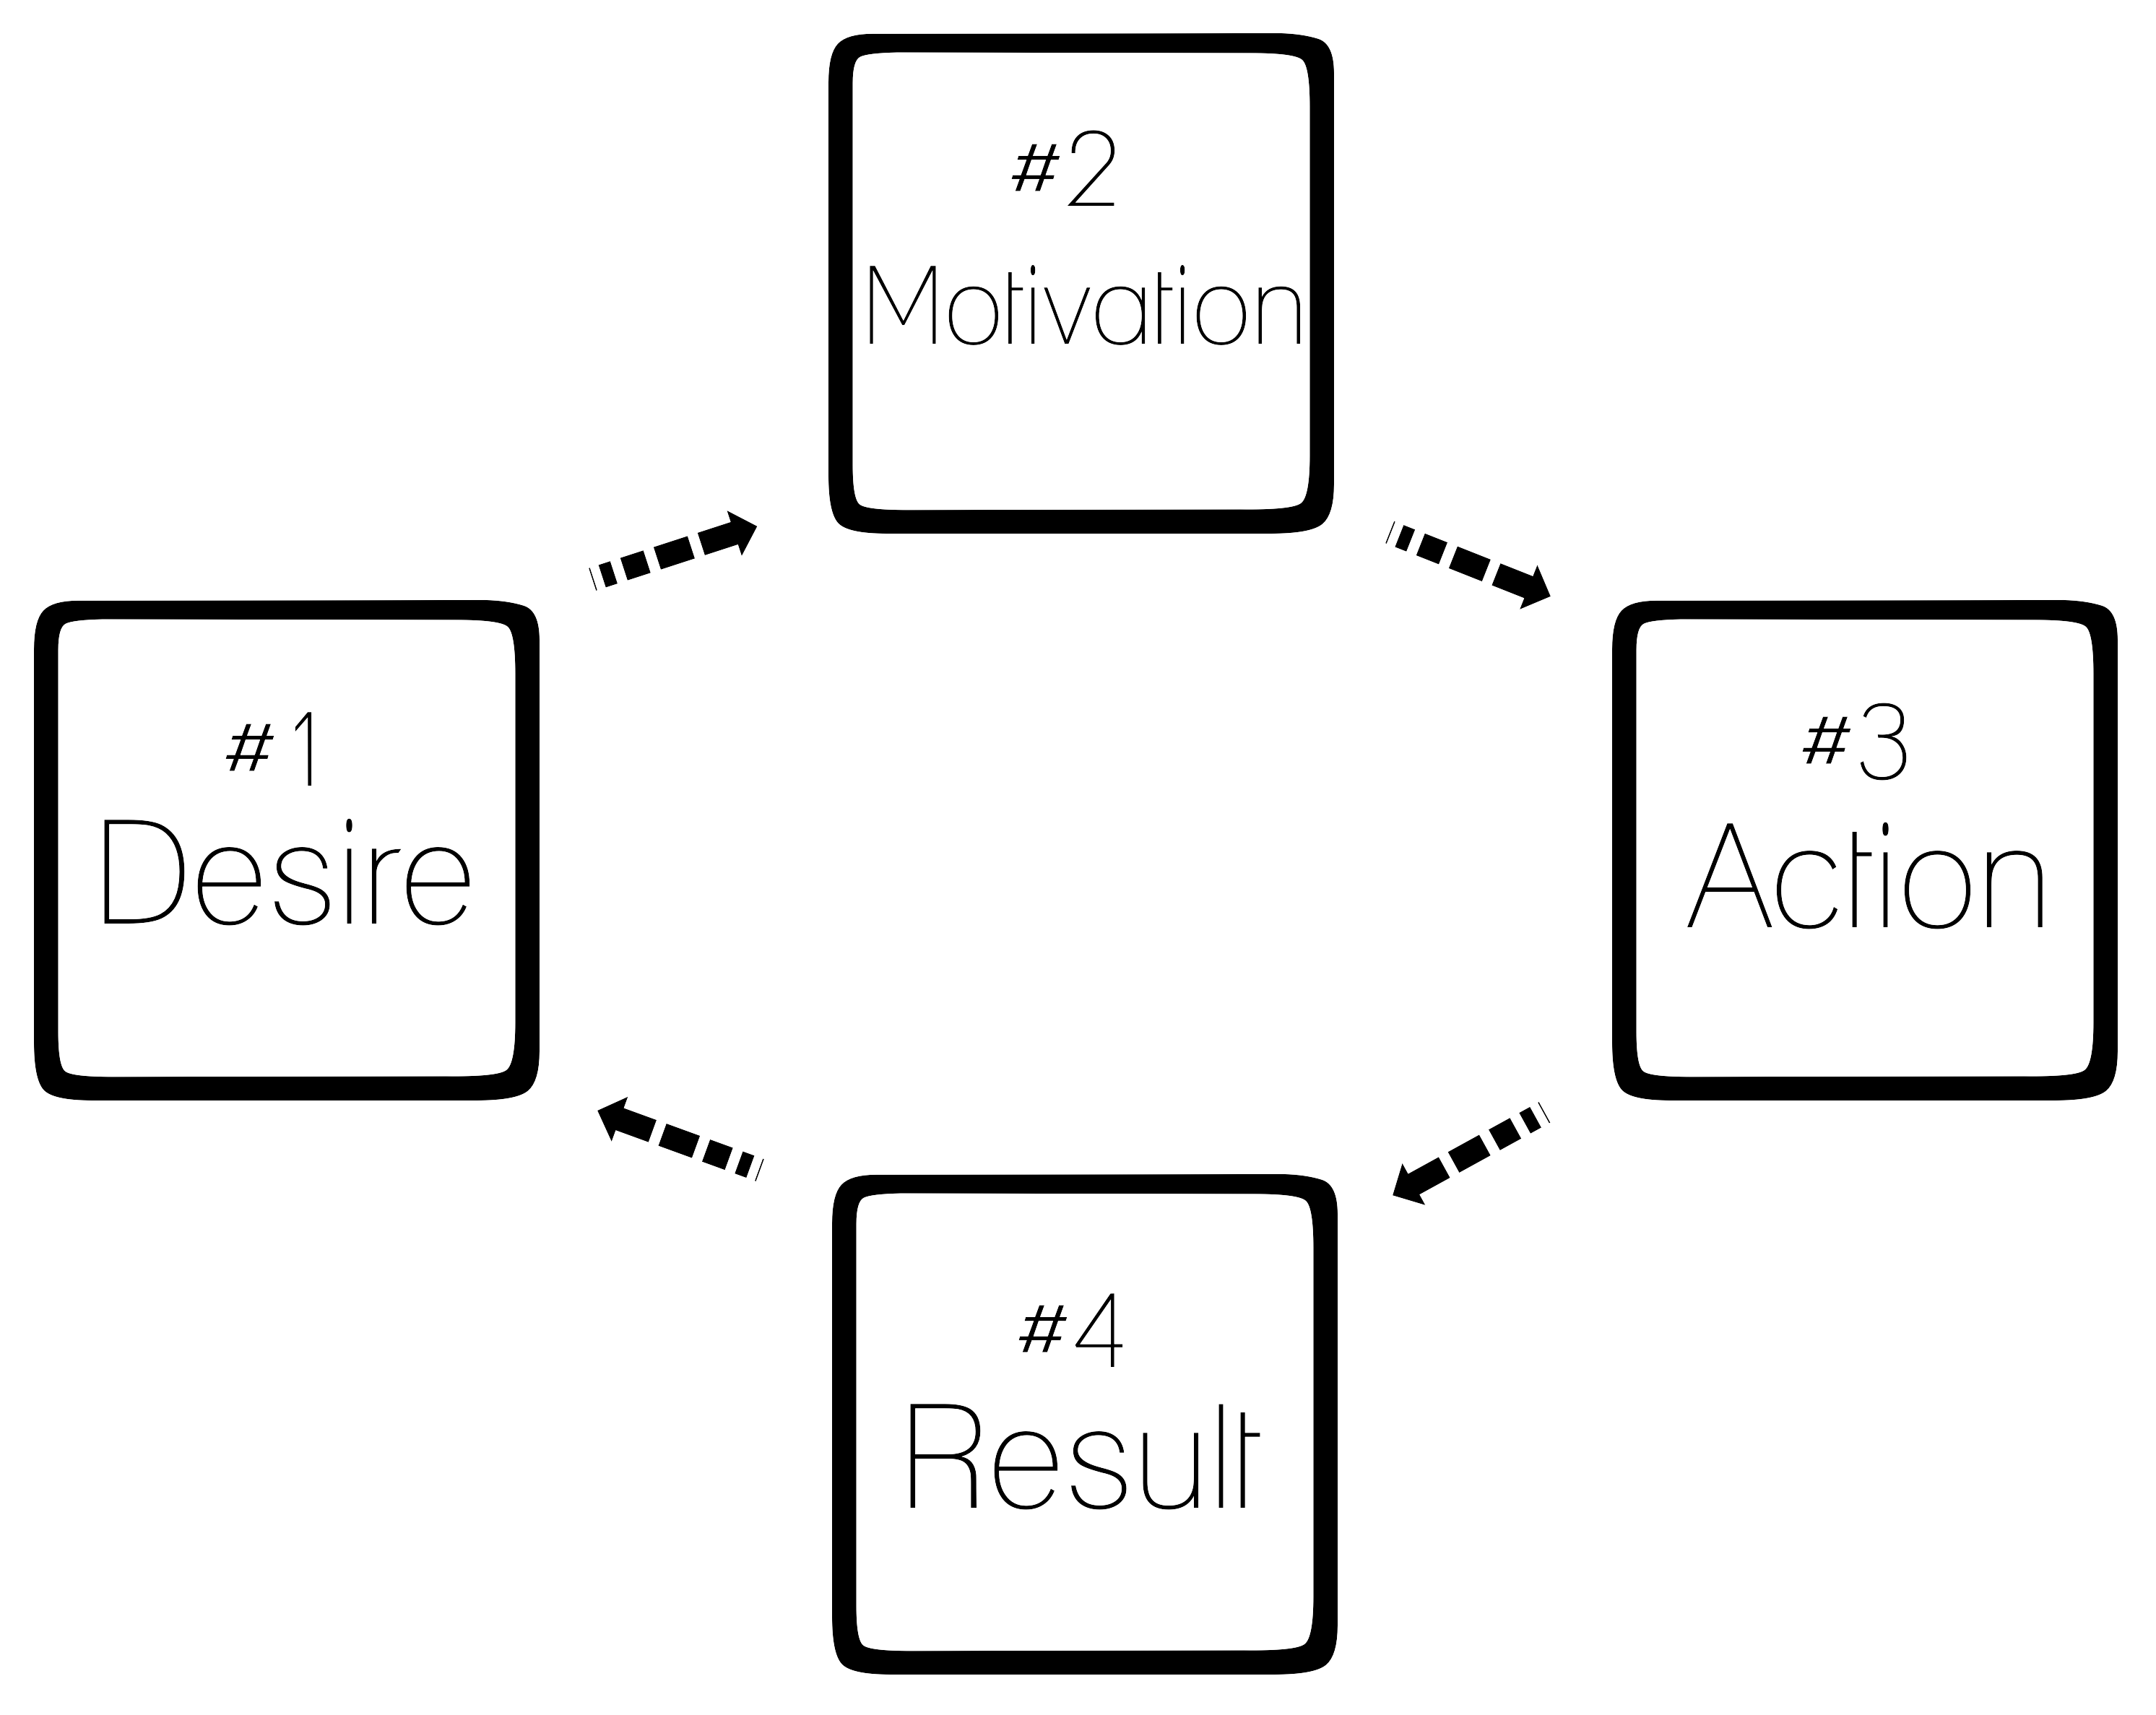 #1
Desire
#2
Motivation
#3
Action
#4
Result